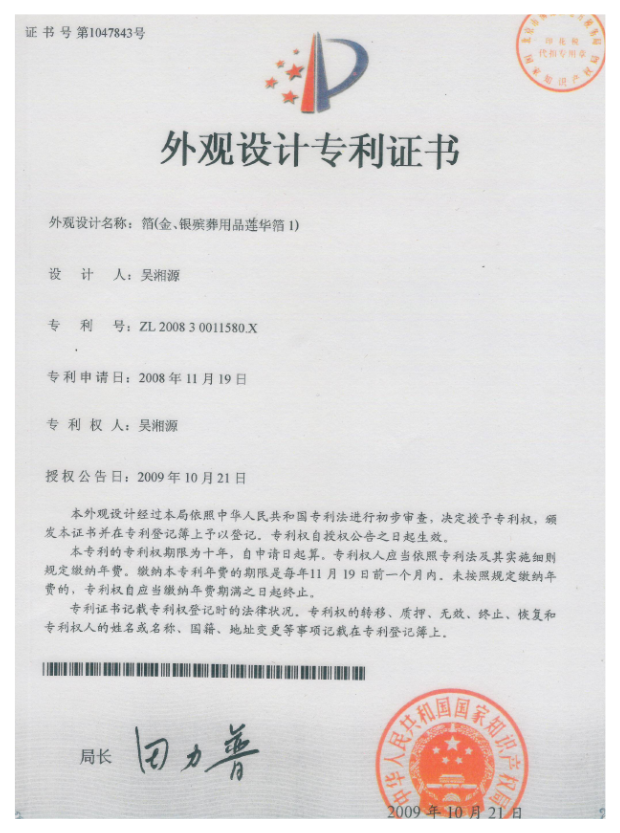 证 书 号 第1047843号
代扣专用章
外观设计专利证书
外观设计名称：箔(金、银殡葬用品莲华箔 1)
设 计 人：吴湘源
专 利 号：ZL 2008 3 0011580.X
专利申请日：2008 年 11 月 19 日
专 利 权 人：吴湘源
授权公告日：2009 年 10 月 21 日
本外观设计经过本局依照中华人民共和国专利法进行初步审查，决定授予专利权，颁
发本证书并在专利登记簿上予以登记。专利权自授权公告之日起生效。
本专利的专利权期限为十年，自申请日起算。专利权人应当依照专利法及其实施细则
规定缴纳年费。缴纳本专利年费的期限是每年11 月 19 日前一个月内。未按照规定缴纳年
费的，专利权自应当缴纳年费期满之日起终止。
专利证书记载专利权登记时的法律状况。专利权的转移、质押、无效、终止、恢复和
专利权人的姓名或名称、国籍、地址变更等事项记载在专利登记簿上。
局长 田力普
中华人民共和国国家知识产权局
2009 年 10 月 21 日